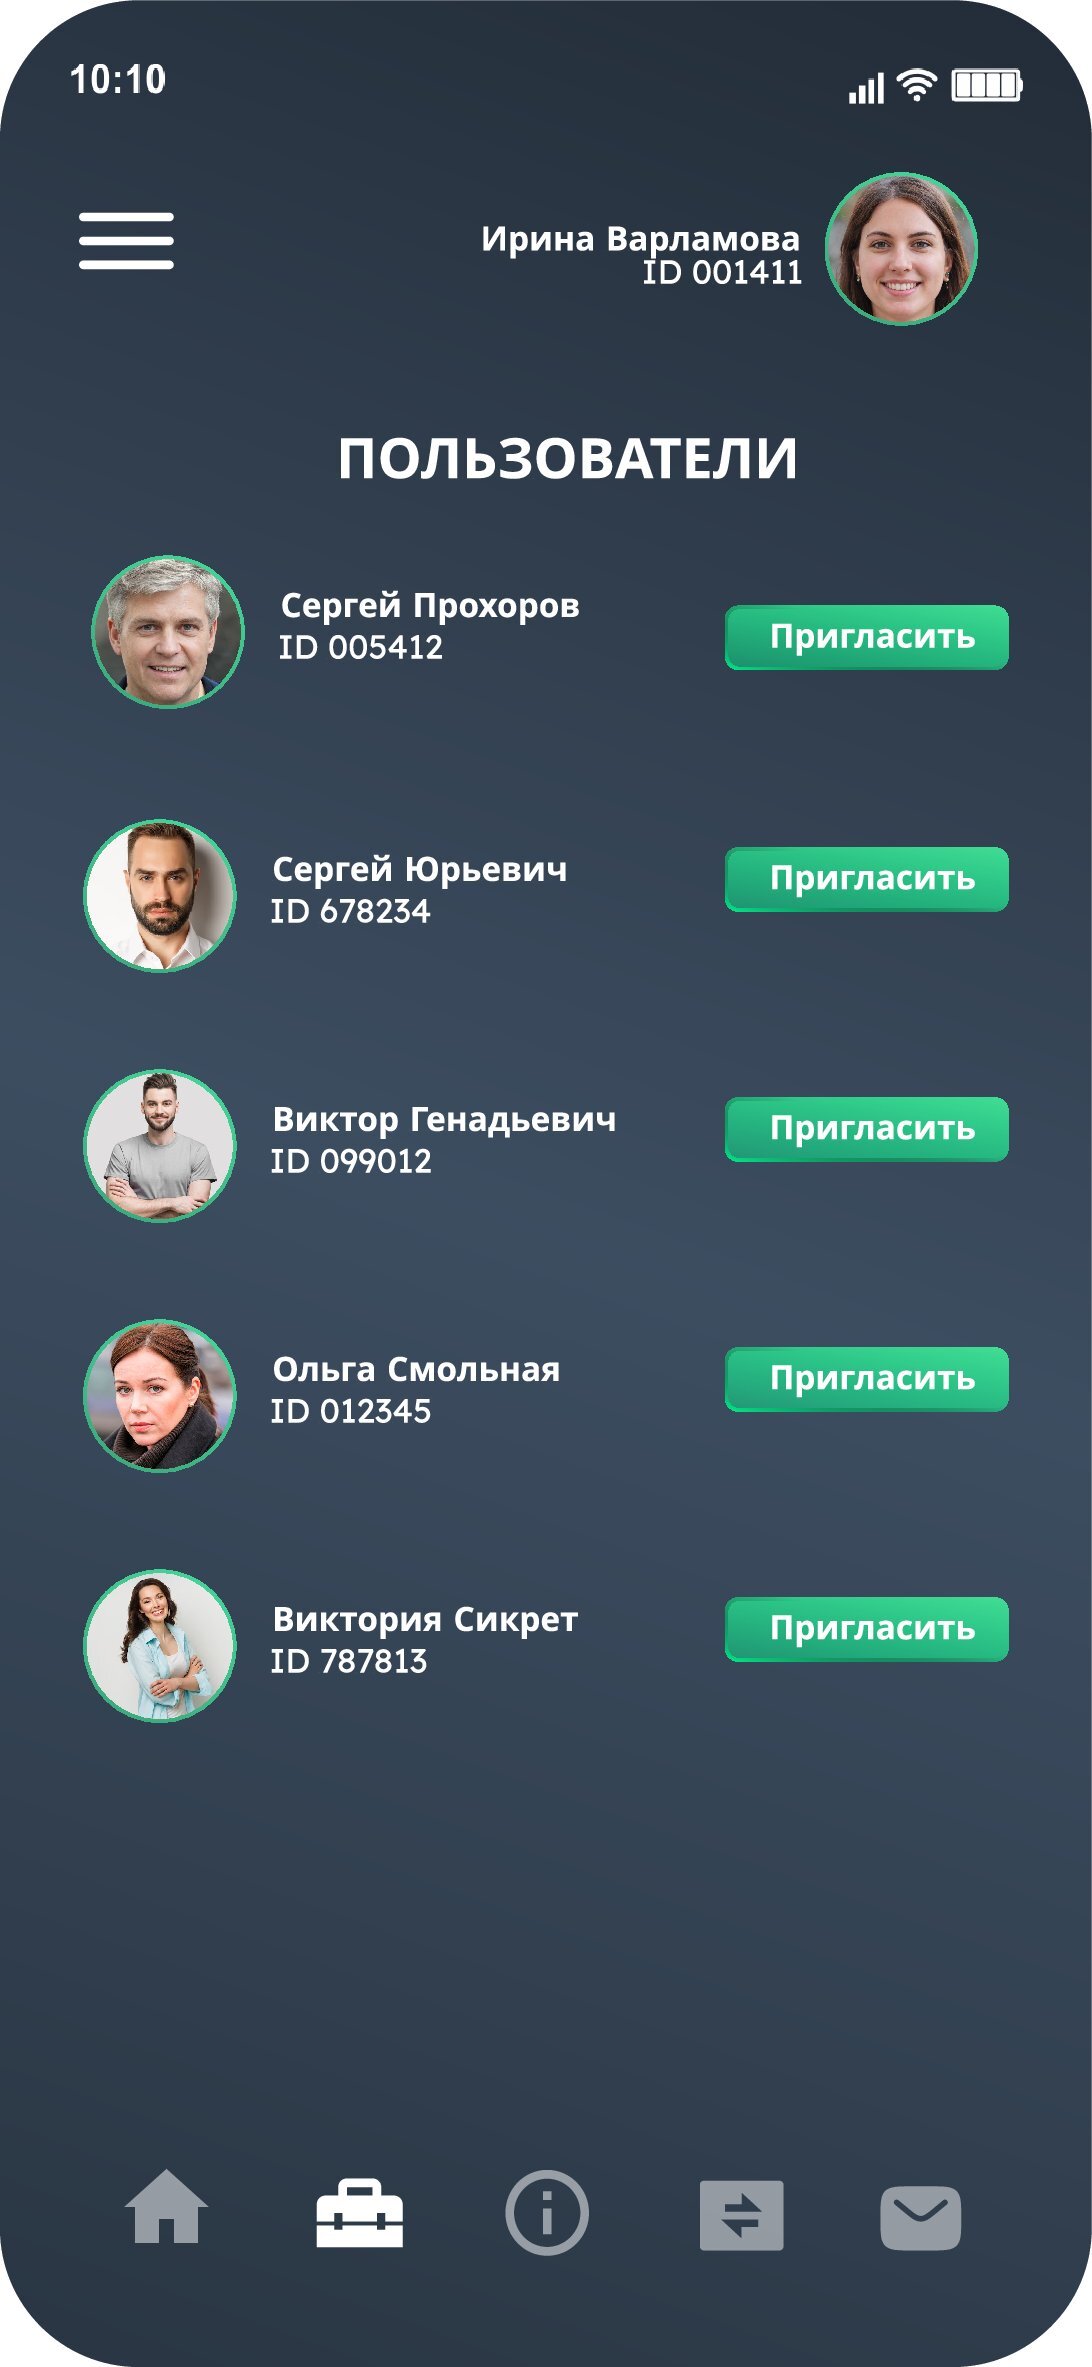 10:10
Ирина Варламова
ID 001411
ПОЛЬЗОВАТЕЛИ
Сергей Прохоров
ID 005412
Пригласить
Сергей Юрьевич
ID 678234
Пригласить
Виктор Генадьевич
ID 099012
Пригласить
Ольга Смольная
ID 012345
Пригласить
Виктория Сикрет
ID 787813
Пригласить